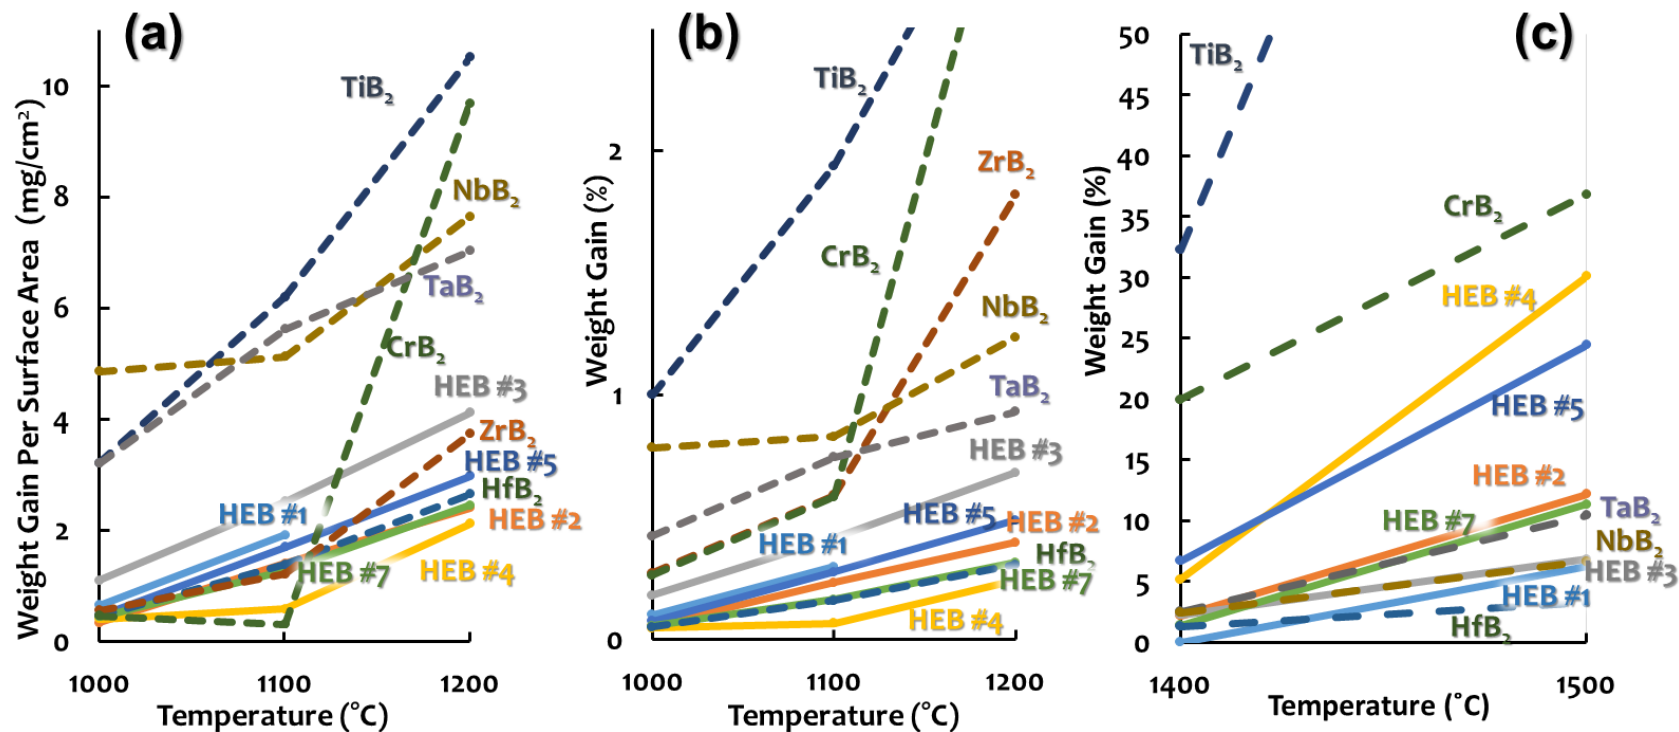 (a)
Weight Gain Per Surface Area (mg/cm²)
10
8
6
4
2
0
TiB₂
NbB₂
TaB₂
CrB₂
HEB #3
ZrB₂
HEB #5
HfB₂
HEB #1
HEB #2
HEB #7
HEB #4
1000
1100
1200
Temperature (°C)
(b)
Weight Gain (%)
2
1
0
TiB₂
ZrB₂
CrB₂
NbB₂
TaB₂
HEB #3
HEB #5
HEB #2
HEB #1
HfB₂
HEB #7
HEB #4
1000
1100
1200
Temperature (°C)
(c)
Weight Gain (%)
50
45
40
35
30
25
20
15
10
5
0
TiB₂
CrB₂
HEB #4
HEB #5
HEB #2
TaB₂
HEB #7
NbB₂
HEB #3
HEB #1
HfB₂
1400
1500
Temperature (°C)